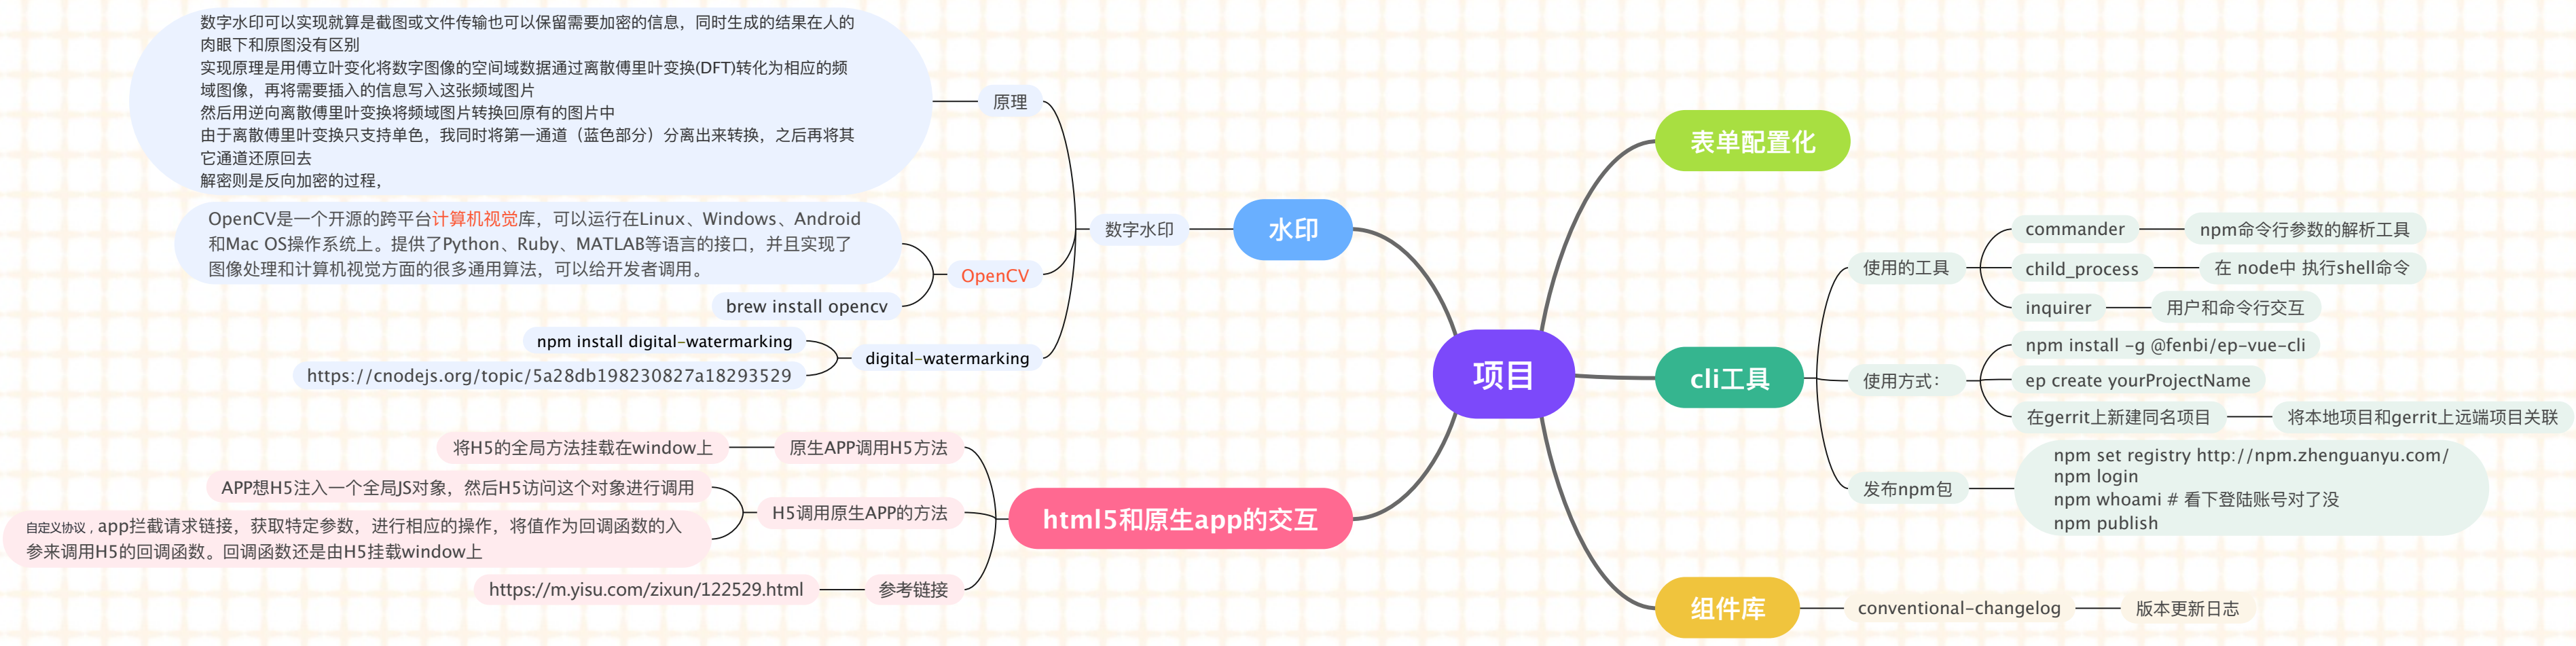 数字水印可以实现就算是截图或文件传输也可以保留需要加密的信息，同时生成的结果在人的
肉眼下和原图没有区别
实现原理是用傅立叶变化将数字图像的空间域数据通过离散傅里叶变换(DFT)转化为相应的频
域图像，再将需要插入的信息写入这张频域图片
然后用逆向离散傅里叶变换将频域图片转换回原有的图片中
由于离散傅里叶变换只支持单色，我同时将第一通道（蓝色部分）分离出来转换，之后再将其
它通道还原回去
解密则是反向加密的过程，
原理
OpenCV是一个开源的跨平台计算机视觉库，可以运行在Linux、Windows、Android
和Mac OS操作系统上。提供了Python、Ruby、MATLAB等语言的接口，并且实现了
图像处理和计算机视觉方面的很多通用算法，可以给开发者调用。
brew install opencv
OpenCV
npm install digital-watermarking
https://cnodejs.org/topic/5a28db198230827a18293529
digital-watermarking
数字水印
水印
将H5的全局方法挂载在window上
原生APP调用H5方法
APP想H5注入一个全局JS对象，然后H5访问这个对象进行调用
自定义协议，app拦截请求链接，获取特定参数，进行相应的操作，将值作为回调函数的入
参来调用H5的回调函数。回调函数还是由H5挂载window上
H5调用原生APP的方法
https://m.yisu.com/zixun/122529.html
参考链接
html5和原生app的交互
项目
表单配置化
cli工具
使用的工具
commander
npm命令行参数的解析工具
child_process
在 node中 执行shell命令
inquirer
用户和命令行交互
使用方式：
npm install -g @fenbi/ep-vue-cli
ep create yourProjectName
在gerrit上新建同名项目
将本地项目和gerrit上远端项目关联
发布npm包
npm set registry http://npm.zhenguanyu.com/
npm login
npm whoami # 看下登陆账号对了没
npm publish
组件库
conventional-changelog
版本更新日志